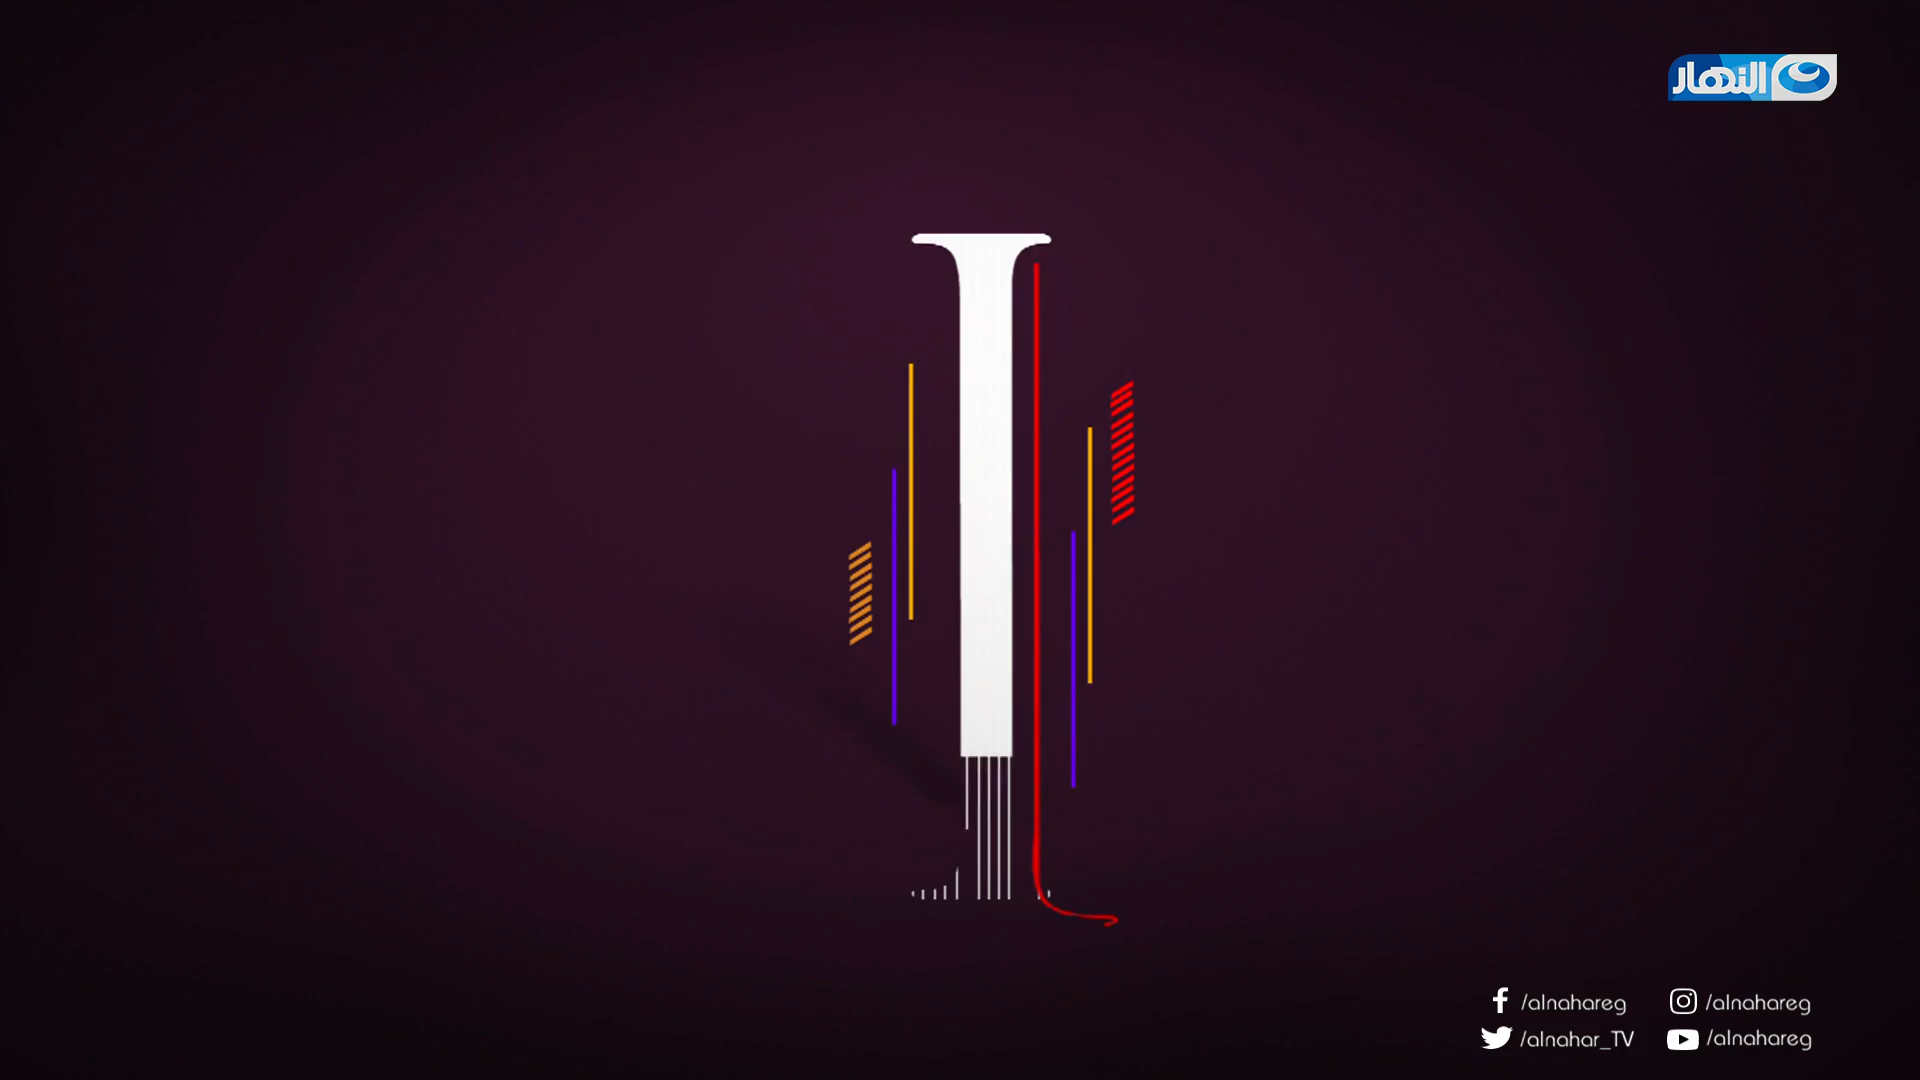 النهار
I
/alnahareg
/alnahareg
/alnahar_TV
/alnahareg